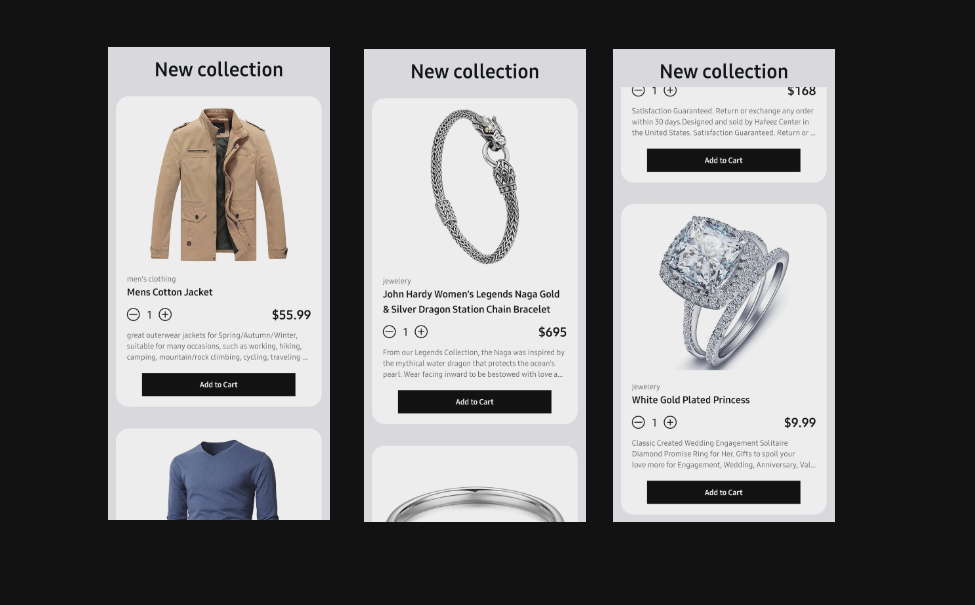 New collection
men's clothing
Mens Cotton Jacket
1
$55.99
great outerwear jackets for Spring/Autumn/Winter,
suitable for many occasions, such as working, hiking,
camping, mountain/rock climbing, cycling, traveling ...
Add to Cart
New collection
jewelery
John Hardy Women's Legends Naga Gold
& Silver Dragon Station Chain Bracelet
1
$695
From our Legends Collection, the Naga was inspired by
the mythical water dragon that protects the ocean's
pearl. Wear facing inward to be bestowed with love a...
Add to Cart
New collection
1
$168
Satisfaction Guaranteed. Return or exchange any order
within 30 days.Designed and sold by Hafeez Center in
the United States. Satisfaction Guaranteed. Return or ...
Add to Cart
jewelery
White Gold Plated Princess
1
$9.99
Classic Created Wedding Engagement Solitaire
Diamond Promise Ring for Her. Gifts to spoil your
love more for Engagement, Wedding, Anniversary, Val...
Add to Cart